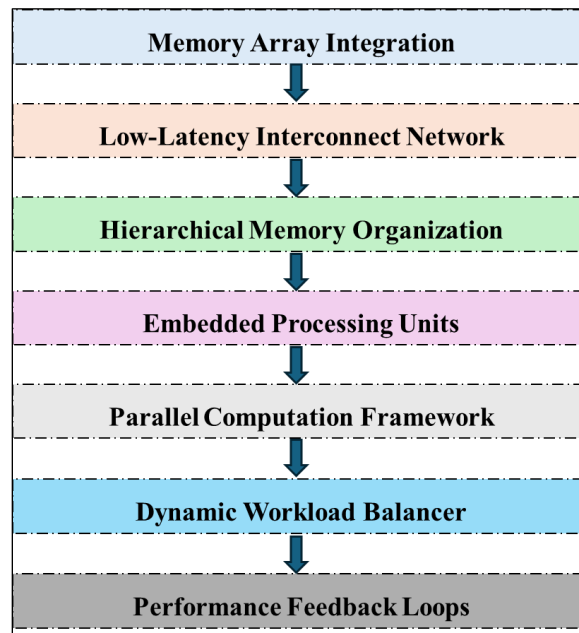 Memory Array Integration
Low-Latency Interconnect Network
Hierarchical Memory Organization
Embedded Processing Units
Parallel Computation Framework
Dynamic Workload Balancer
Performance Feedback Loops